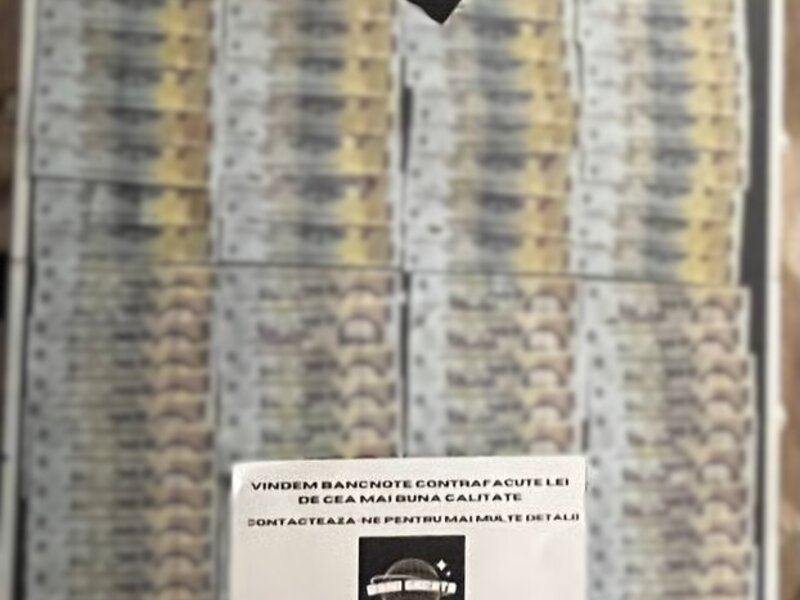 VINDEM BANCNOTE CONTRAFACUTE LEI
DE CEA MAI BUNA CALITATE
CONTACTEAZA-NE PENTRU MAI MULTE DETALII